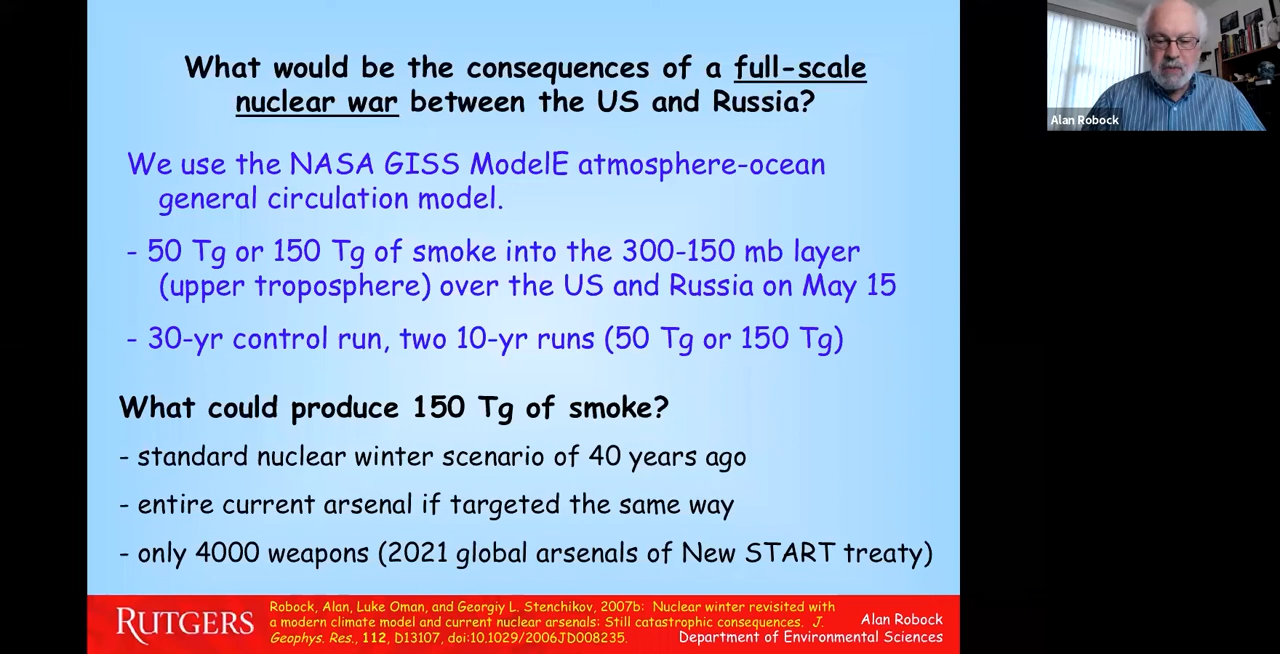 What would be the consequences of a full-scale
nuclear war between the US and Russia?
We use the NASA GISS ModelE atmosphere-ocean
general circulation model.
- 50 Tg or 150 Tg of smoke into the 300-150 mb layer
(upper troposphere) over the US and Russia on May 15
- 30-yr control run, two 10-yr runs (50 Tg or 150 Tg)
What could produce 150 Tg of smoke?
- standard nuclear winter scenario of 40 years ago
- entire current arsenal if targeted the same way
- only 4000 weapons (2021 global arsenals of New START treaty)
RUTGERS
Robock, Alan, Luke Oman, and Georgiy L. Stenchikov, 2007b: Nuclear winter revisited with
a modern climate model and current nuclear arsenals: Still catastrophic consequences. J.
Geophys. Res., 112, D13107, doi:10.1029/2006JD008235.
Alan Robock
Department of Environmental Sciences
Alan Robock